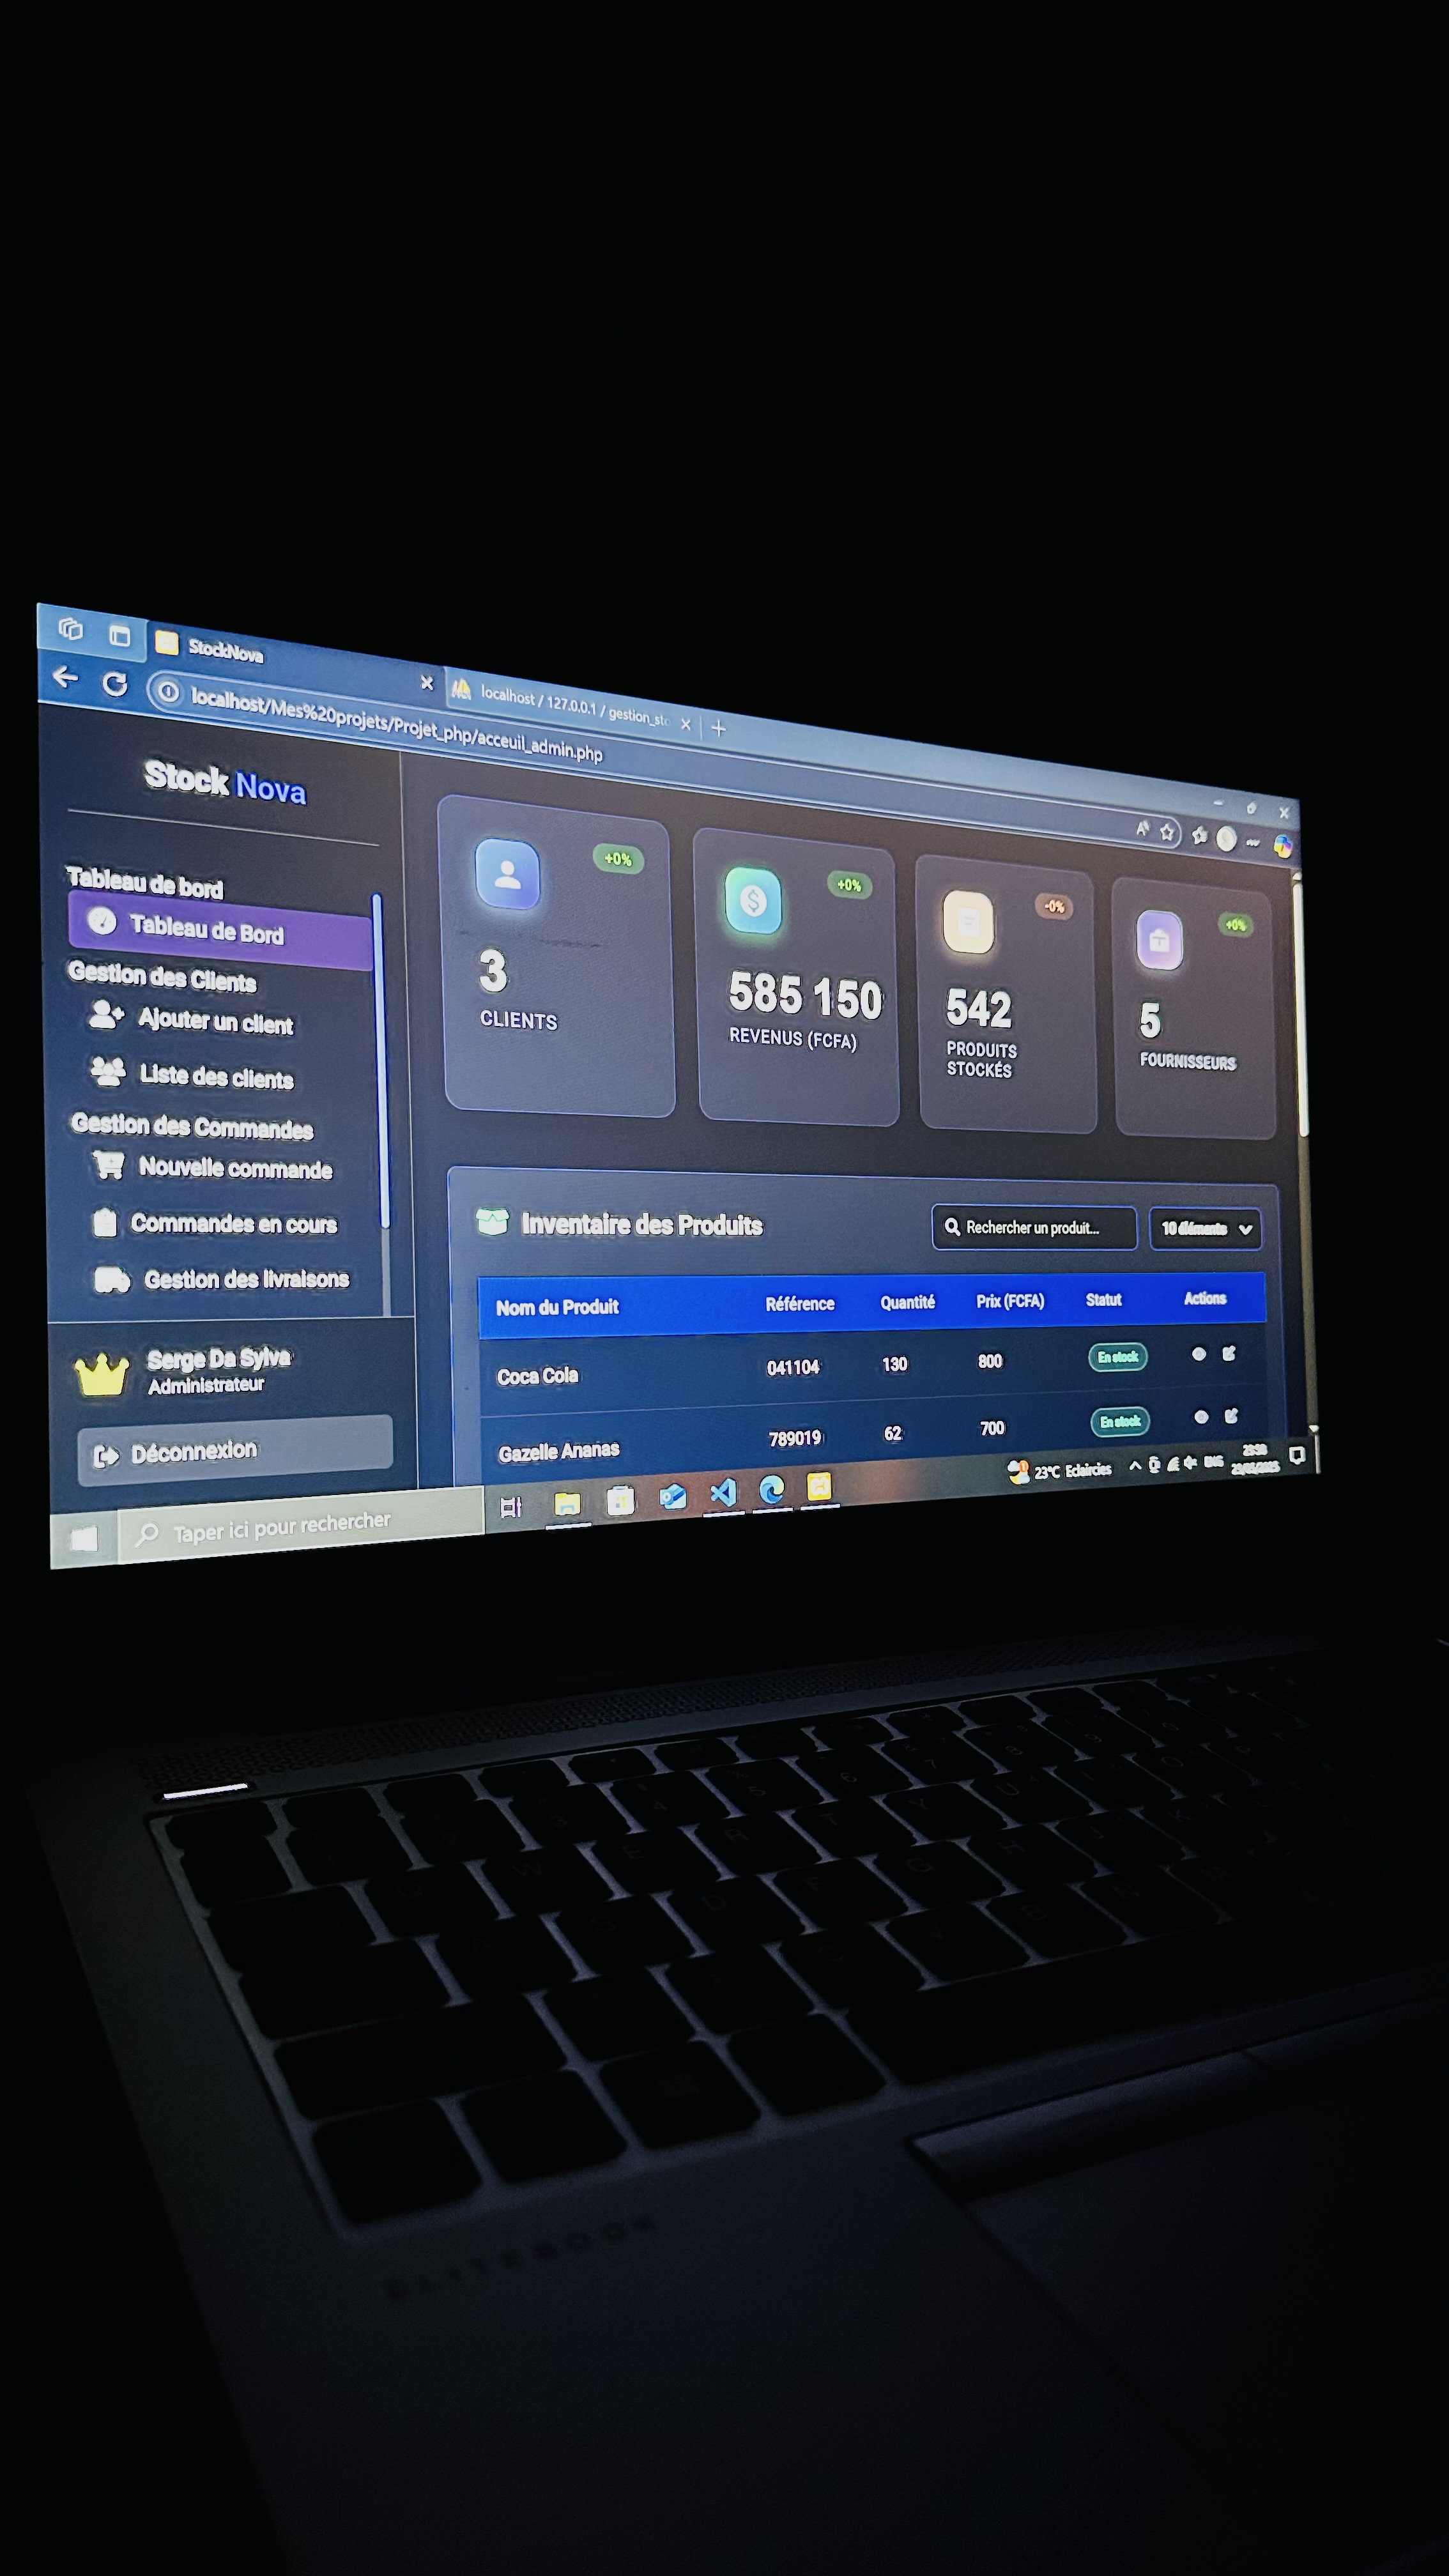 StockNova
localhost / 127.0.0.1 / gestion_sto
localhost/Mes%20projets/Projet_php/acceuil_admin.php
Stock Nova
Tableau de bord
Tableau de Bord
Gestion des Clients
Ajouter un client
Liste des clients
Gestion des Commandes
Nouvelle commande
Commandes en cours
Gestion des livraisons
Serge Da Sylva
Administrateur
Déconnexion
+0%
3
CLIENTS
+0%
585 150
REVENUS (FCFA)
-0%
542
PRODUITS
STOCKÉS
+0%
5
FOURNISSEURS
Inventaire des Produits
Rechercher un produit...
10 éléments
Nom du Produit Référence Quantité Prix (FCFA) Statut Actions
Coca Cola 041104 130 800 En stock
Gazelle Ananas 789019 62 700 En stock
Taper ici pour rechercher
23°C Eclaircies
ENG
ELITEBOOK